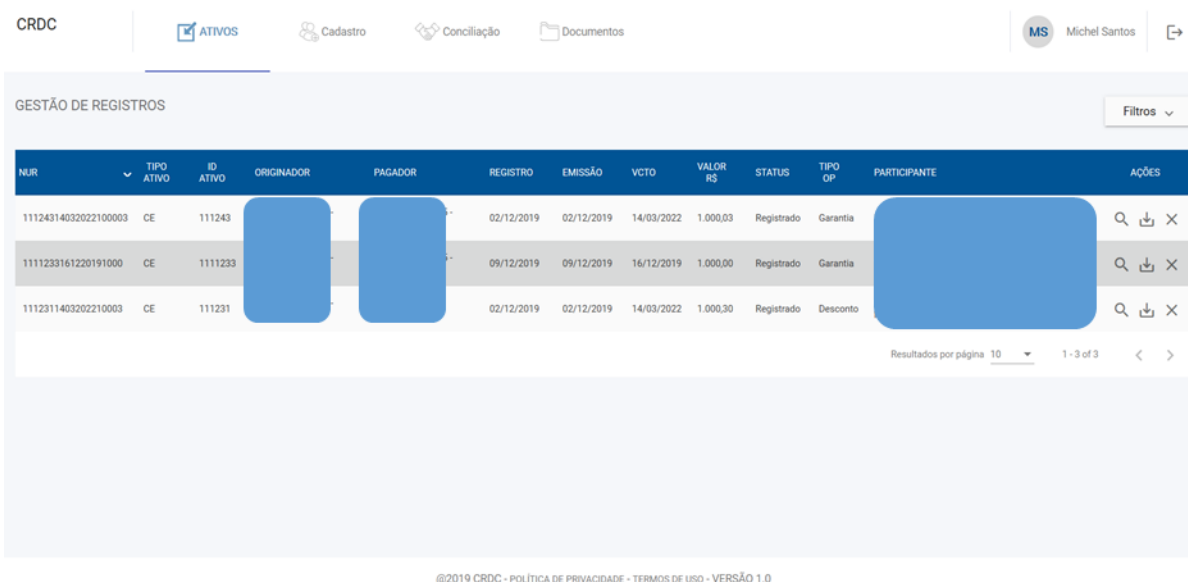 CRDC
ATIVOS
Cadastro
Conciliação
Documentos
MS
Michel Santos
GESTÃO DE REGISTROS
Filtros
NUR TIPO ATIVO ID ATIVO ORIGINADOR PAGADOR REGISTRO EMISSÃO VCTO VALOR R$ STATUS TIPO OP PARTICIPANTE AÇÕES
11124314032022100003 CE 111243 02/12/2019 02/12/2019 14/03/2022 1.000,03 Registrado Garantia
1111233161220191000 CE 1111233 09/12/2019 09/12/2019 16/12/2019 1.000,00 Registrado Garantia
1112311403202210003 CE 111231 02/12/2019 02/12/2019 14/03/2022 1.000,30 Registrado Desconto
Resultados por página 10 1 - 3 of 3
@2019 CRDC - POLÍTICA DE PRIVACIDADE - TERMOS DE USO - VERSÃO 1.0